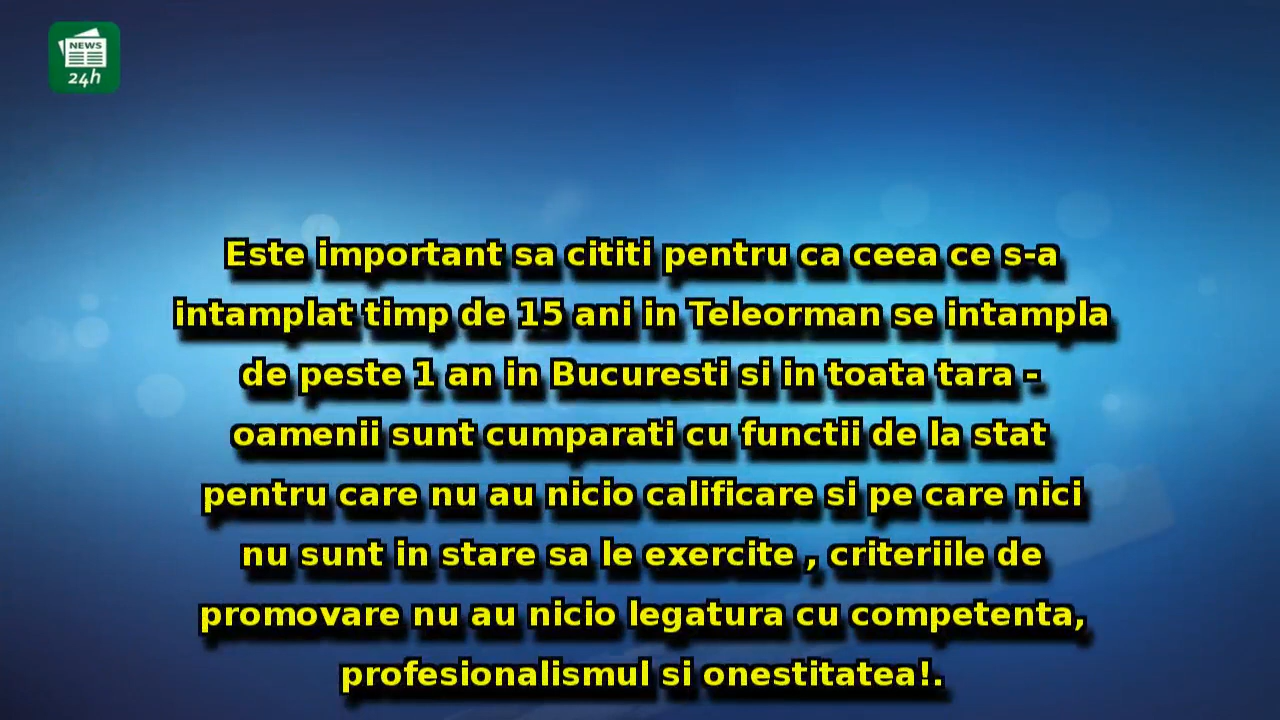 NEWS
24h
Este important sa cititi pentru ca ceea ce s-a
intamplat timp de 15 ani in Teleorman se intampla
de peste 1 an in Bucuresti si in toata tara -
oamenii sunt cumparati cu functii de la stat
pentru care nu au nicio calificare si pe care nici
nu sunt in stare sa le exercite , criteriile de
promovare nu au nicio legatura cu competenta,
profesionalismul si onestitatea!.